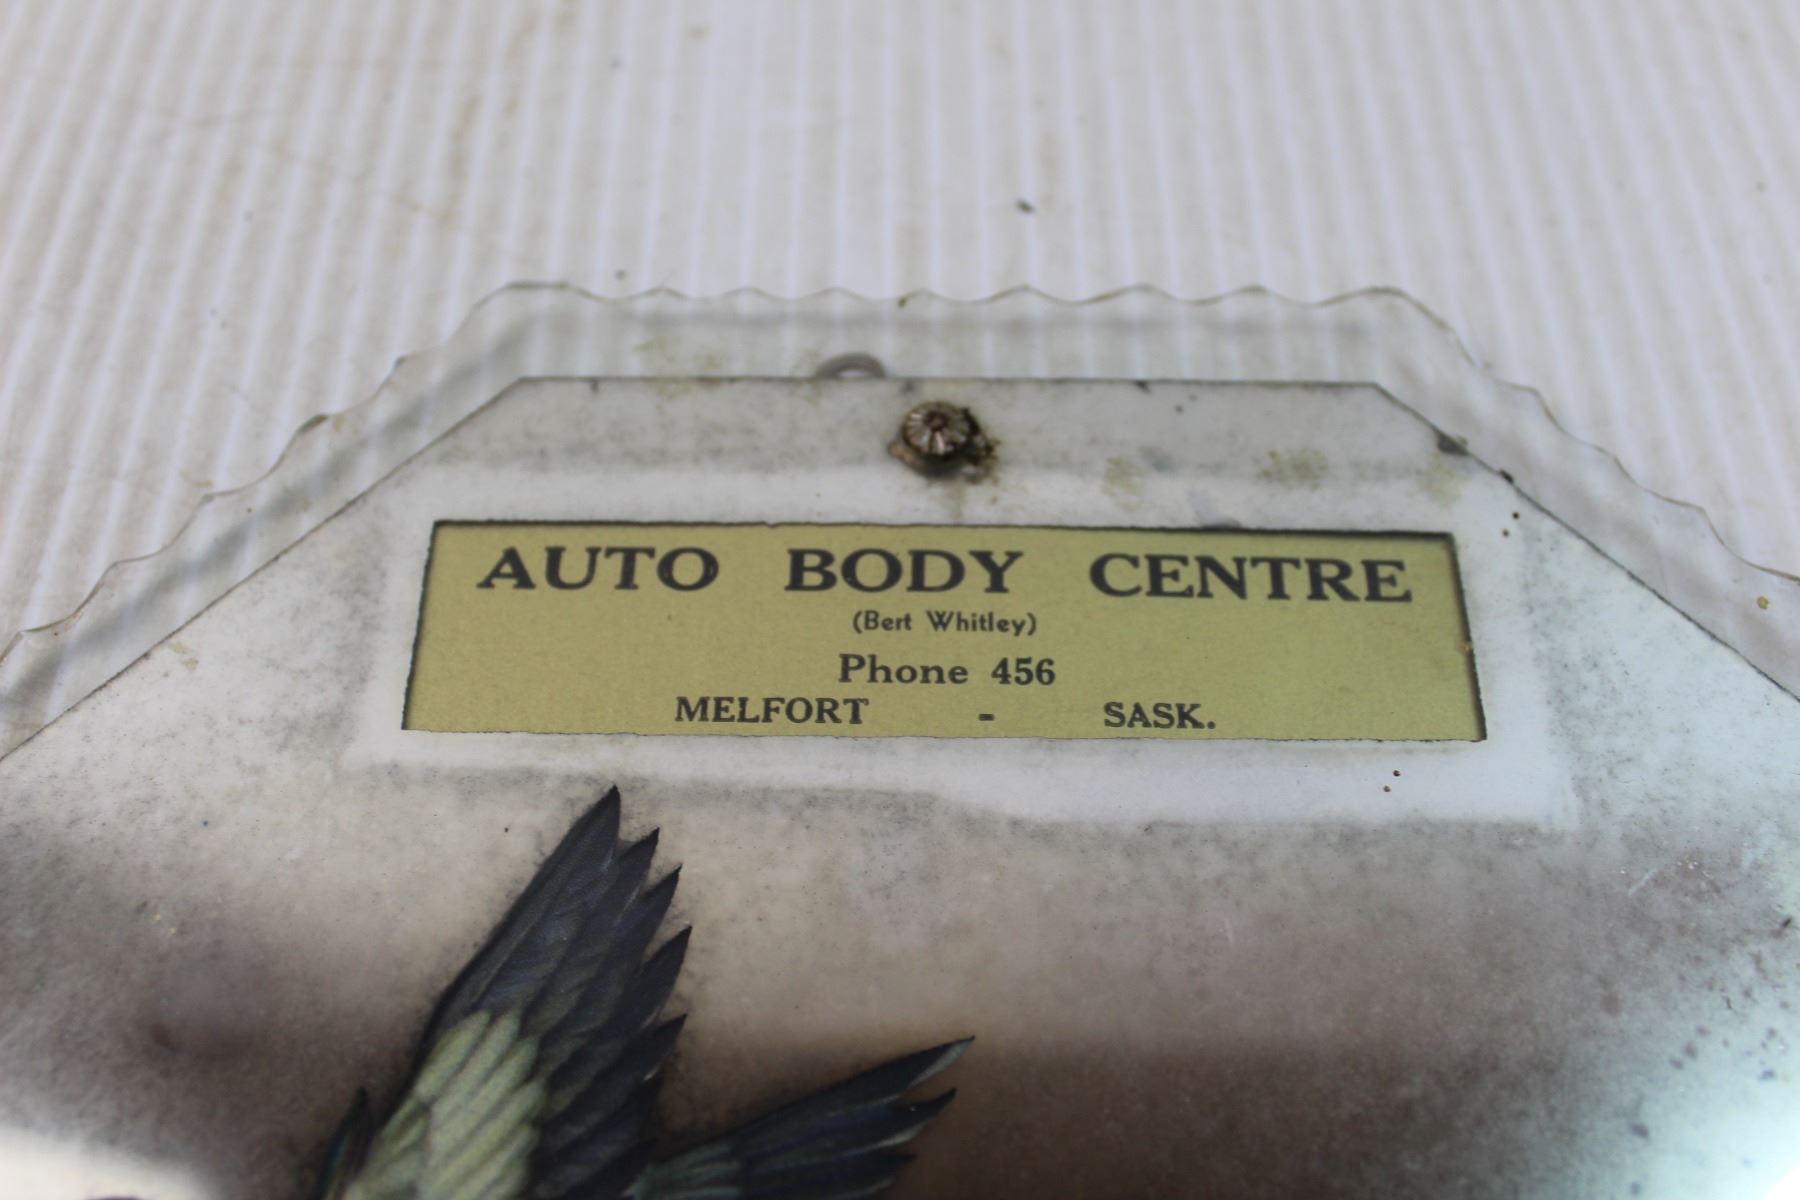 AUTO BODY CENTRE
(Bert Whitley)
Phone 456
MELFORT - SASK.